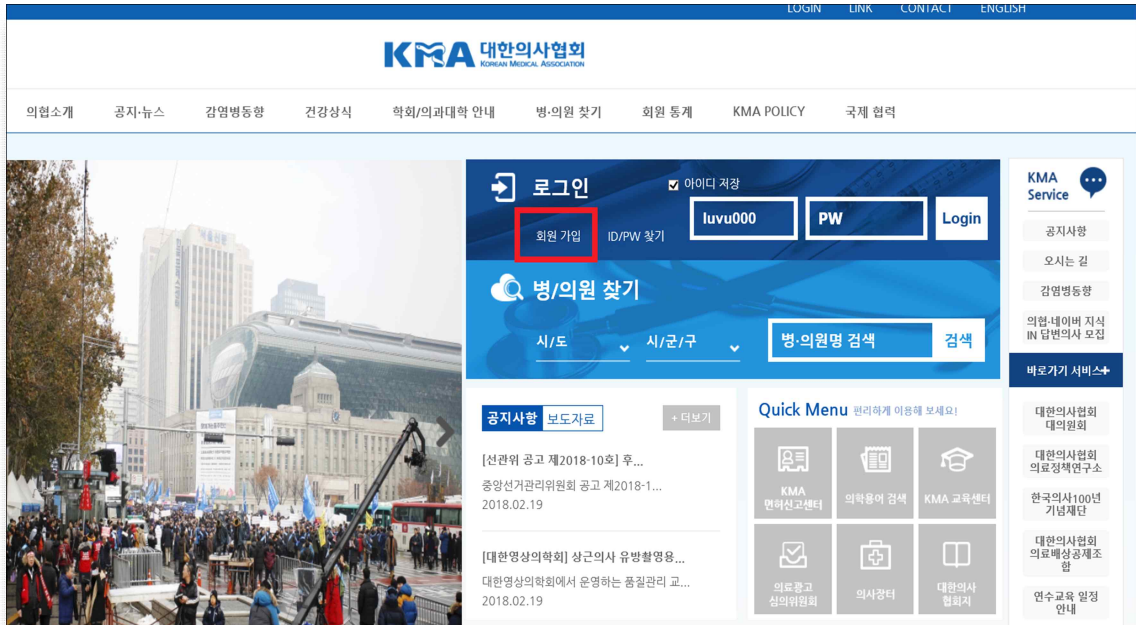 LOGIN LINK CONTACT ENGLISH
KMA 대한의사협회
KOREAN MEDICAL ASSOCIATION
의협소개 공지·뉴스 감염병동향 건강상식 학회/의과대학 안내 병·의원 찾기 회원 통계 KMA POLICY 국제 협력
로그인
아이디 저장
회원 가입 ID/PW 찾기
luvu000 PW Login
병/의원 찾기
시/도 시/군/구 병·의원명 검색 검색
공지사항 보도자료 + 더보기
[선관위 공고 제2018-10호] 후...
중앙선거관리위원회 공고 제2018-1...
2018.02.19
[대한영상의학회] 상근의사 유방촬영용...
대한영상의학회에서 운영하는 품질관리 교...
2018.02.19
Quick Menu 편리하게 이용해 보세요!
KMA
면허신고센터
의학용어 검색
KMA 교육센터
의료광고
심의위원회
의사장터
대한의사
협회지
KMA
Service
공지사항
오시는 길
감염병동향
의협·네이버 지식
IN 답변의사 모집
바로가기 서비스+
대한의사협회
대의원회
대한의사협회
의료정책연구소
한국의사100년
기념재단
대한의사협회
의료배상공제조
합
연수교육 일정
안내